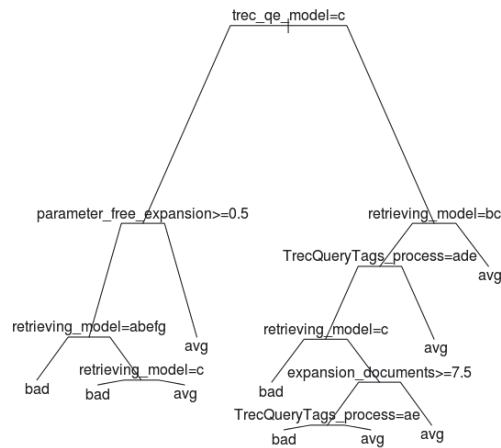 trec_qe_model=c
parameter_free_expansion>=0.5
retrieving_model=bc
TrecQueryTags_process=ade
avg
retrieving_model=abefg
retrieving_model=c
avg
avg
retrieving_model=c
expansion_documents>=7.5
bad
bad
avg
bad
TrecQueryTags_process=ae
avg
bad
avg